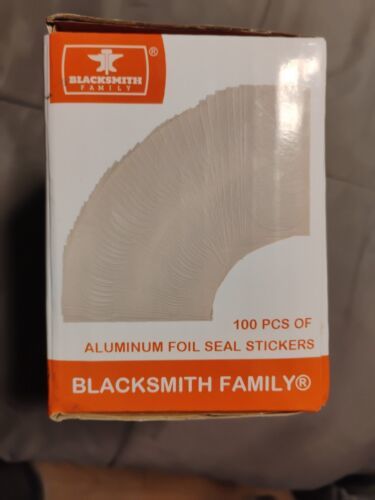 BLACKSMITH
FAMILY
®
100 PCS OF
ALUMINUM FOIL SEAL STICKERS
BLACKSMITH FAMILY®